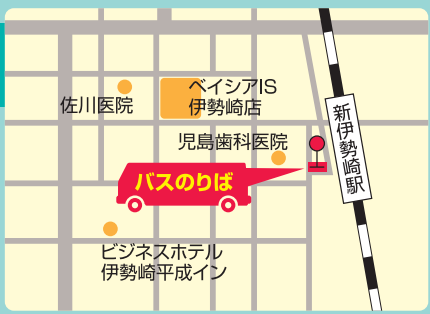 ベイシアIS
伊勢崎店
佐川医院
新伊勢崎駅
児島歯科医院
バスのりば
ビジネスホテル
伊勢崎平成イン